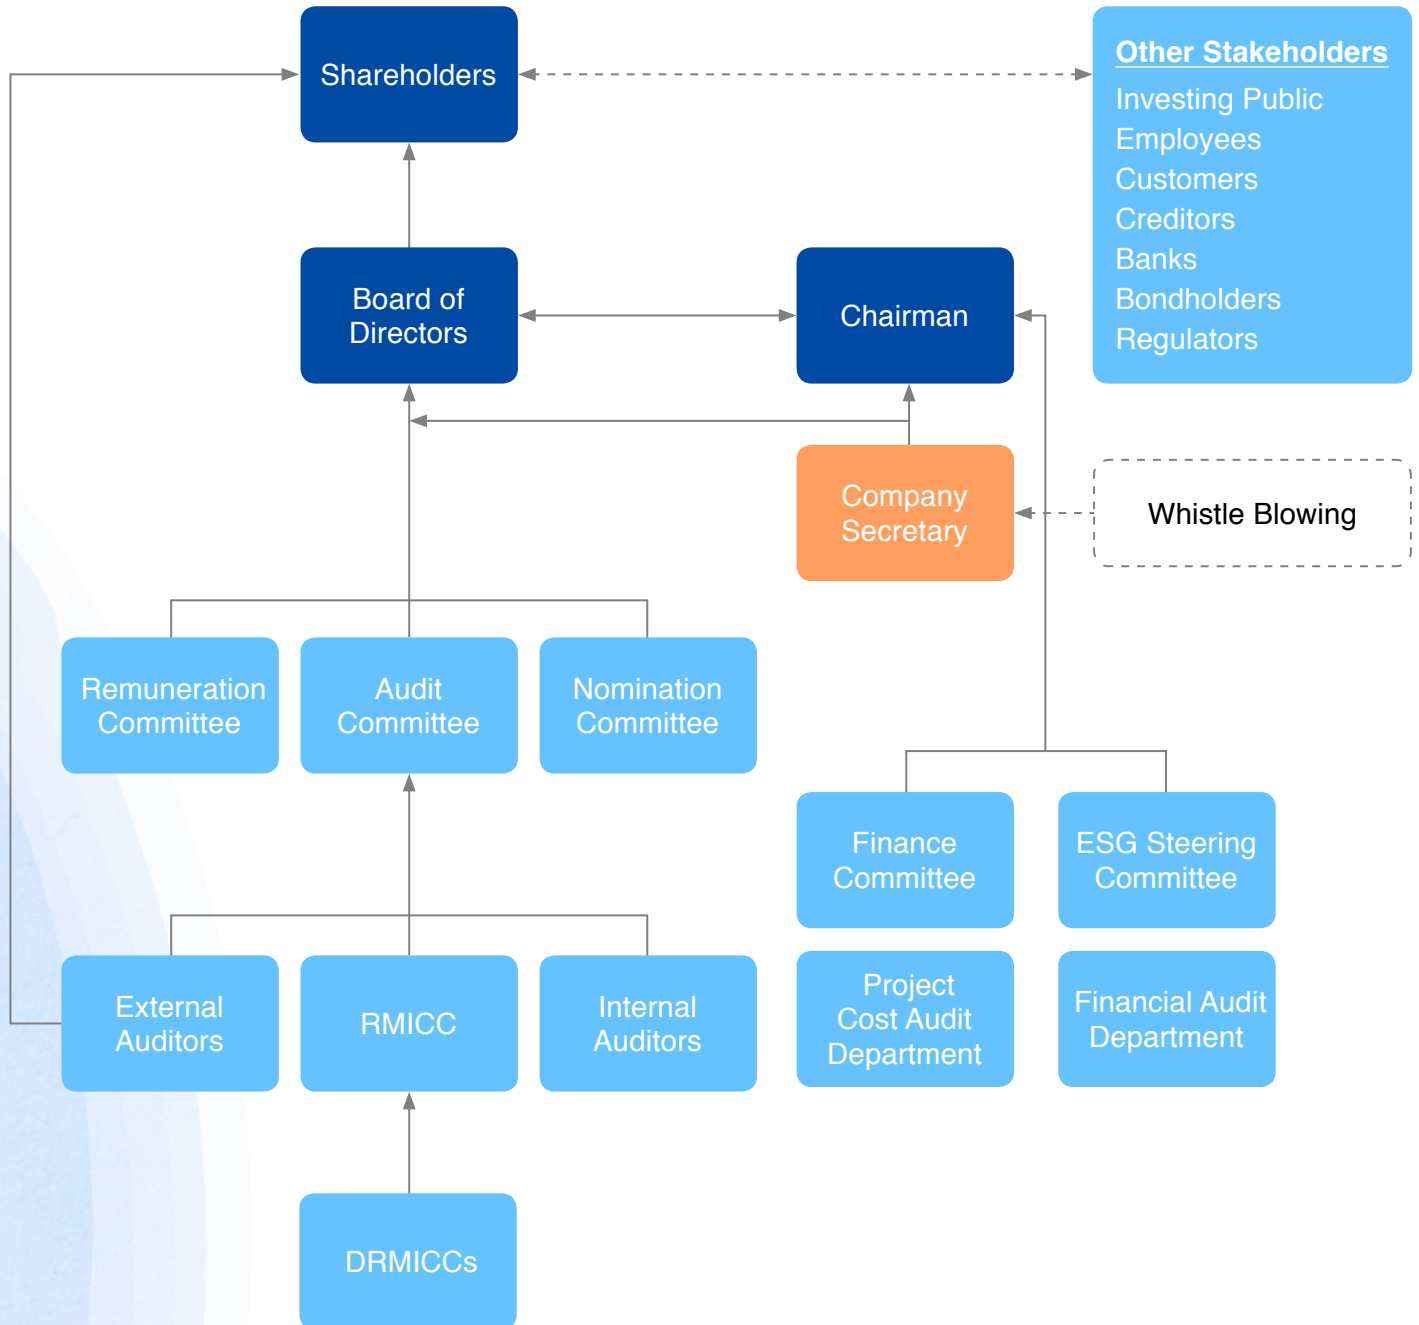 Shareholders
Other Stakeholders
Investing Public
Employees
Customers
Creditors
Banks
Bondholders
Regulators
Board of
Directors
Chairman
Company
Secretary
Whistle Blowing
Remuneration
Committee
Audit
Committee
Nomination
Committee
Finance
Committee
ESG Steering
Committee
External
Auditors
RMICC
Internal
Auditors
Project
Cost Audit
Department
Financial Audit
Department
DRMICCs